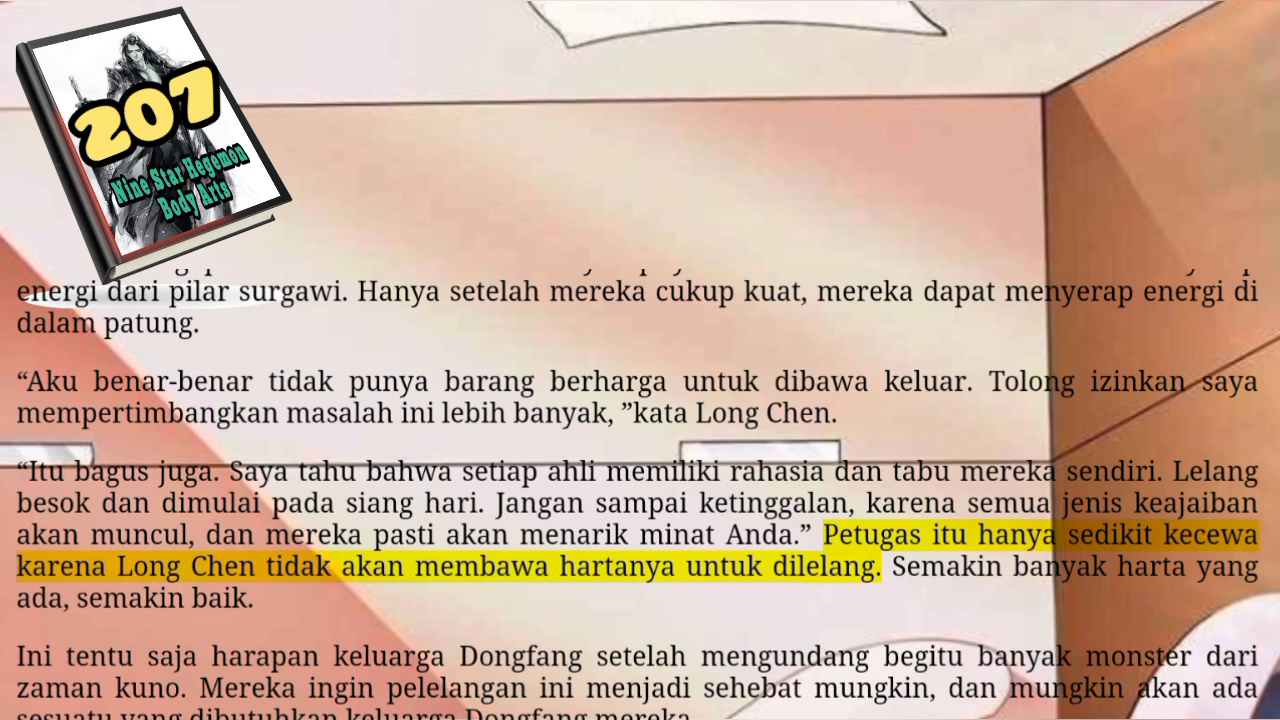 207
Nine Star Hegemon
Body Arts
energi dari pilar surgawi. Hanya setelah mereka cukup kuat, mereka dapat menyerap energi di
dalam patung.
“Aku benar-benar tidak punya barang berharga untuk dibawa keluar. Tolong izinkan saya
mempertimbangkan masalah ini lebih banyak, ”kata Long Chen.
“Itu bagus juga. Saya tahu bahwa setiap ahli memiliki rahasia dan tabu mereka sendiri. Lelang
besok dan dimulai pada siang hari. Jangan sampai ketinggalan, karena semua jenis keajaiban
akan muncul, dan mereka pasti akan menarik minat Anda.” Petugas itu hanya sedikit kecewa
karena Long Chen tidak akan membawa hartanya untuk dilelang. Semakin banyak harta yang
ada, semakin baik.
Ini tentu saja harapan keluarga Dongfang setelah mengundang begitu banyak monster dari
zaman kuno. Mereka ingin pelelangan ini menjadi sehebat mungkin, dan mungkin akan ada
sesuatu yang dibutuhkan keluarga Dongfang mereka.